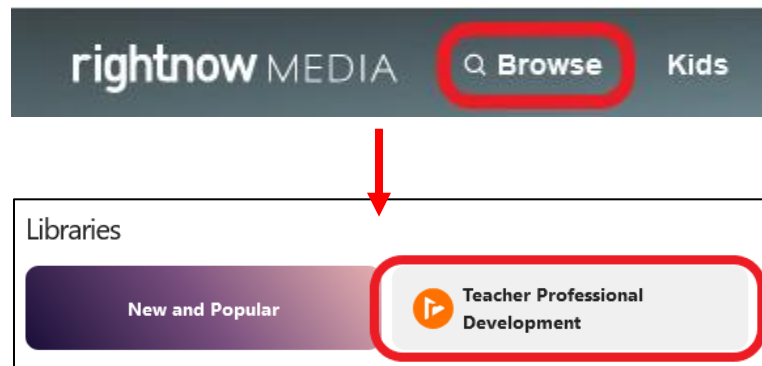 rightnow MEDIA Browse Kids
Libraries
New and Popular
Teacher Professional
Development